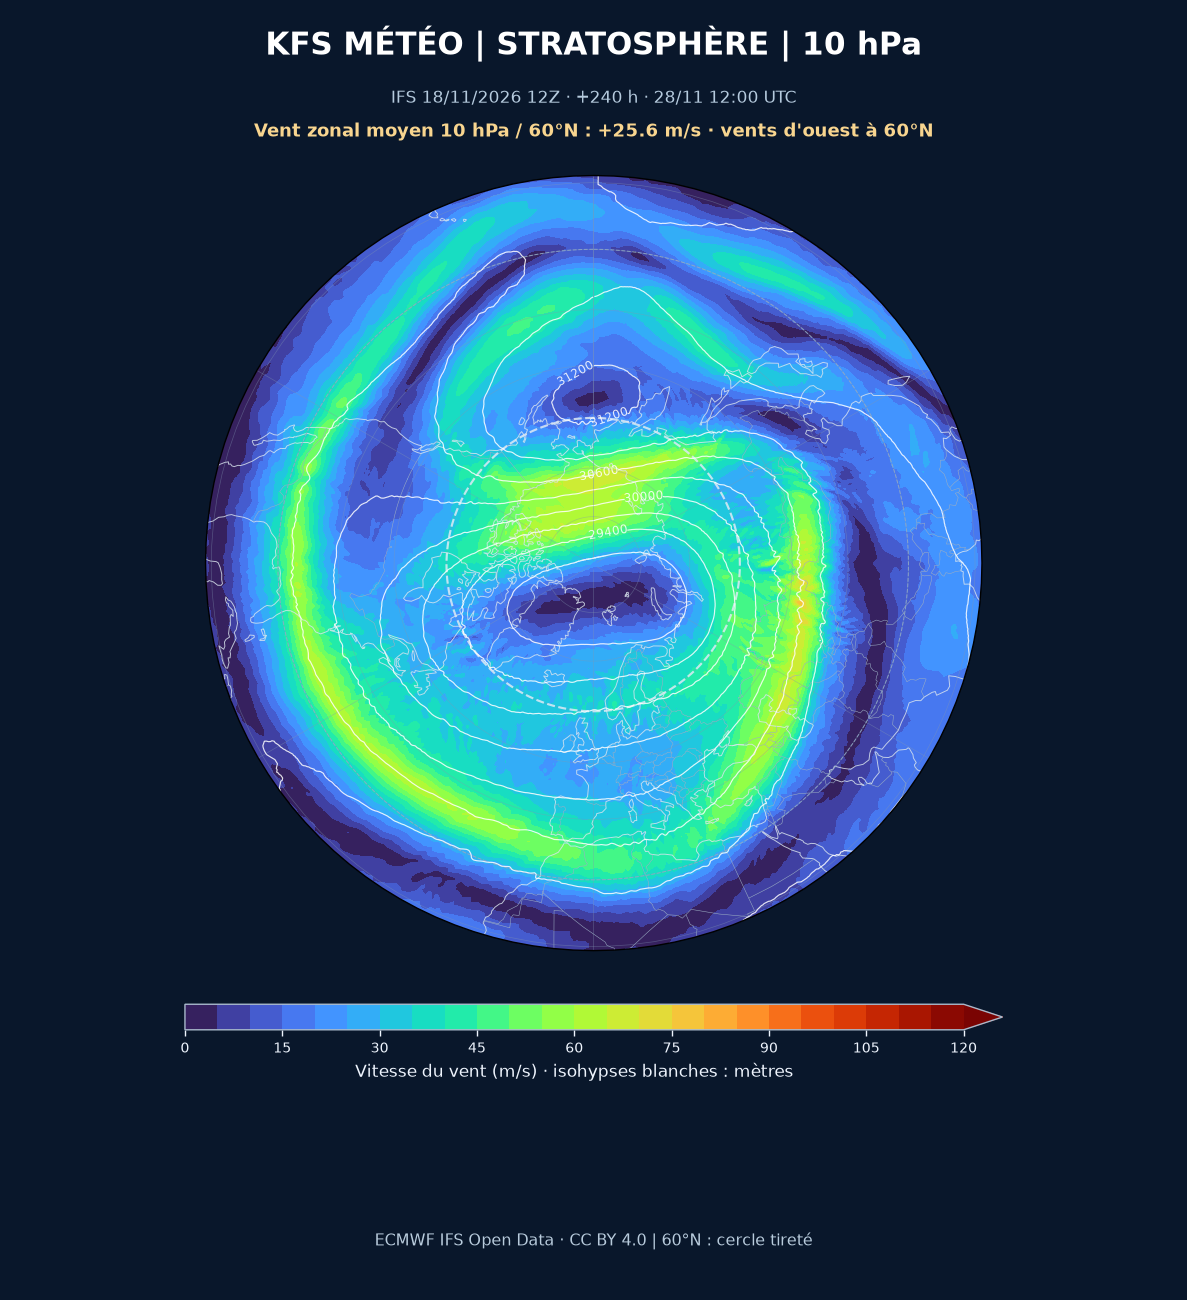 KFS MÉTÉO | STRATOSPHÈRE | 10 hPa
IFS 18/11/2026 12Z · +240 h · 28/11 12:00 UTC
Vent zonal moyen 10 hPa / 60°N : +25.6 m/s · vents d'ouest à 60°N
31200
31200
30600
30000
29400
0 15 30 45 60 75 90 105 120
Vitesse du vent (m/s) · isohypses blanches : mètres
ECMWF IFS Open Data · CC BY 4.0 | 60°N : cercle tireté